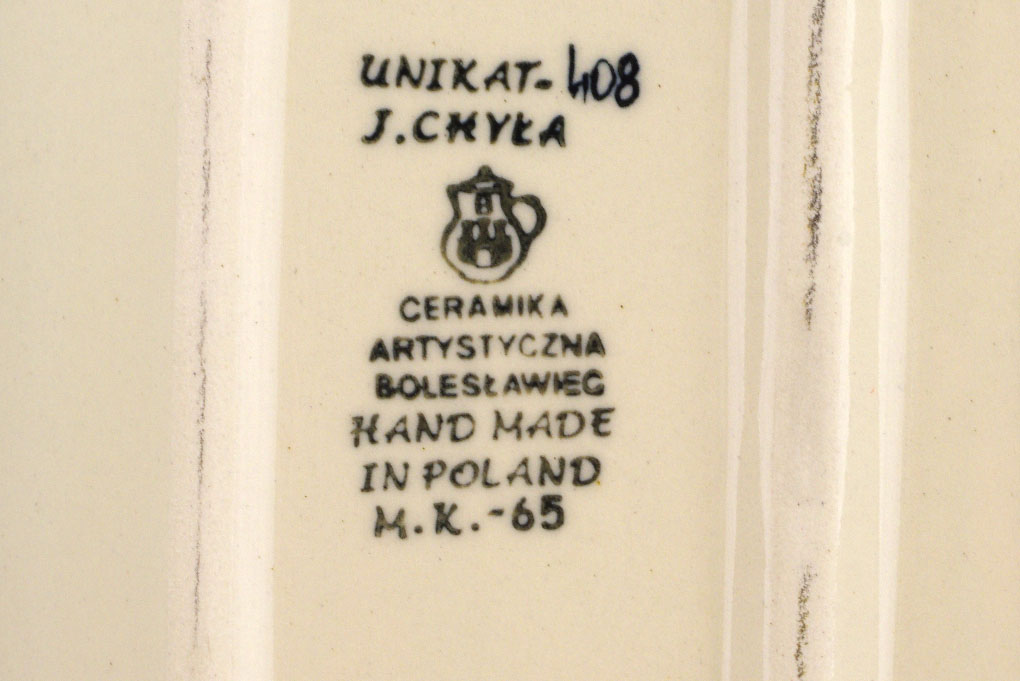 UNIKAT-408
J.CHYŁA
CERAMIKA
ARTYSTYCZNA
BOLESŁAWIEC
HAND MADE
IN POLAND
M.K.-65